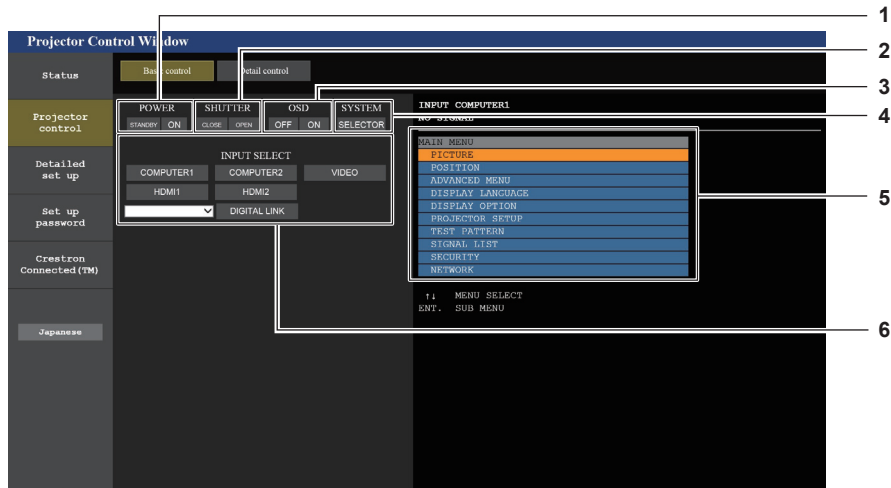 1
Projector Control Window
2
Status
Basic control
Detail control
3
POWER
SHUTTER
OSD
SYSTEM
INPUT COMPUTER1
4
STANDBY ON
CLOSE OPEN
OFF ON
SELECTOR
NO SIGNAL
Projector
control
MAIN MENU
PICTURE
INPUT SELECT
POSITION
COMPUTER1
COMPUTER2
VIDEO
ADVANCED MENU
Detailed
set up
DISPLAY LANGUAGE
5
HDMI1
HDMI2
DISPLAY OPTION
DIGITAL LINK
PROJECTOR SETUP
Set up
password
TEST PATTERN
SIGNAL LIST
SECURITY
NETWORK
Crestron
Connected(TM)
↑↓ MENU SELECT
ENT. SUB MENU
Japanese
6